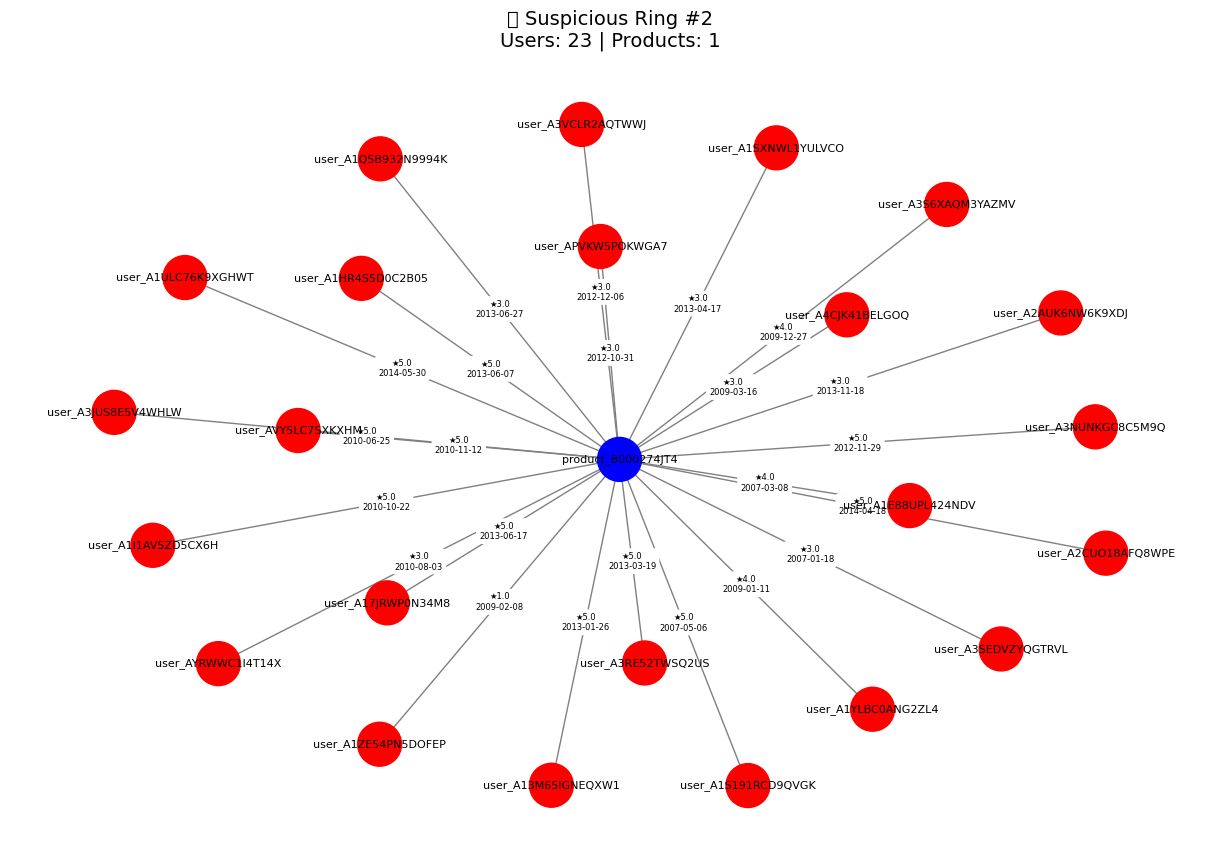 Suspicious Ring #2
Users: 23 | Products: 1
user_A3VCLR2AQTWWJ
user_A1SXNWL1YULVCO
user_A1Q5B932N9994K
user_A3S6XAQM3YAZMV
user_APVKW5POKWGA7
user_A1ULC76K9XGHWT
user_A1HR4S5D0C2B05
★3.0
2012-12-06
★3.0
2013-04-17
★3.0
2013-06-27
user_A4CJK41BELGOQ
user_A2AUK6NW6K9XDJ
★4.0
2009-12-27
★3.0
2012-10-31
★5.0
2014-05-30
★5.0
2013-06-07
★3.0
2009-03-16
★3.0
2013-11-18
user_A3JUS8E5V4WHLW
user_AVY5LC7SXKXHM
★5.0
2010-06-25
★5.0
2010-11-12
★5.0
2012-11-29
user_A3NUNKGC8C5M9Q
product_B000274JT4
★4.0
2007-03-08
★5.0
2010-10-22
★5.0
2014-04-18
user_A1E88UPL424NDV
user_A1I1AVSZD5CX6H
★5.0
2013-06-17
★3.0
2010-08-03
★5.0
2013-03-19
★3.0
2007-01-18
user_A2CUO18AFQ8WPE
★4.0
2009-01-11
user_A17JRWP0N34M8
★1.0
2009-02-08
★5.0
2013-01-26
★5.0
2007-05-06
user_AYRWWC1I4T14X
user_A3RE52TWSQ2US
user_A3SEDVZYQGTRVL
user_A1YLBC0ANG2ZL4
user_A1ZE54PN5DOFEP
user_A1S191RCD9QVGK